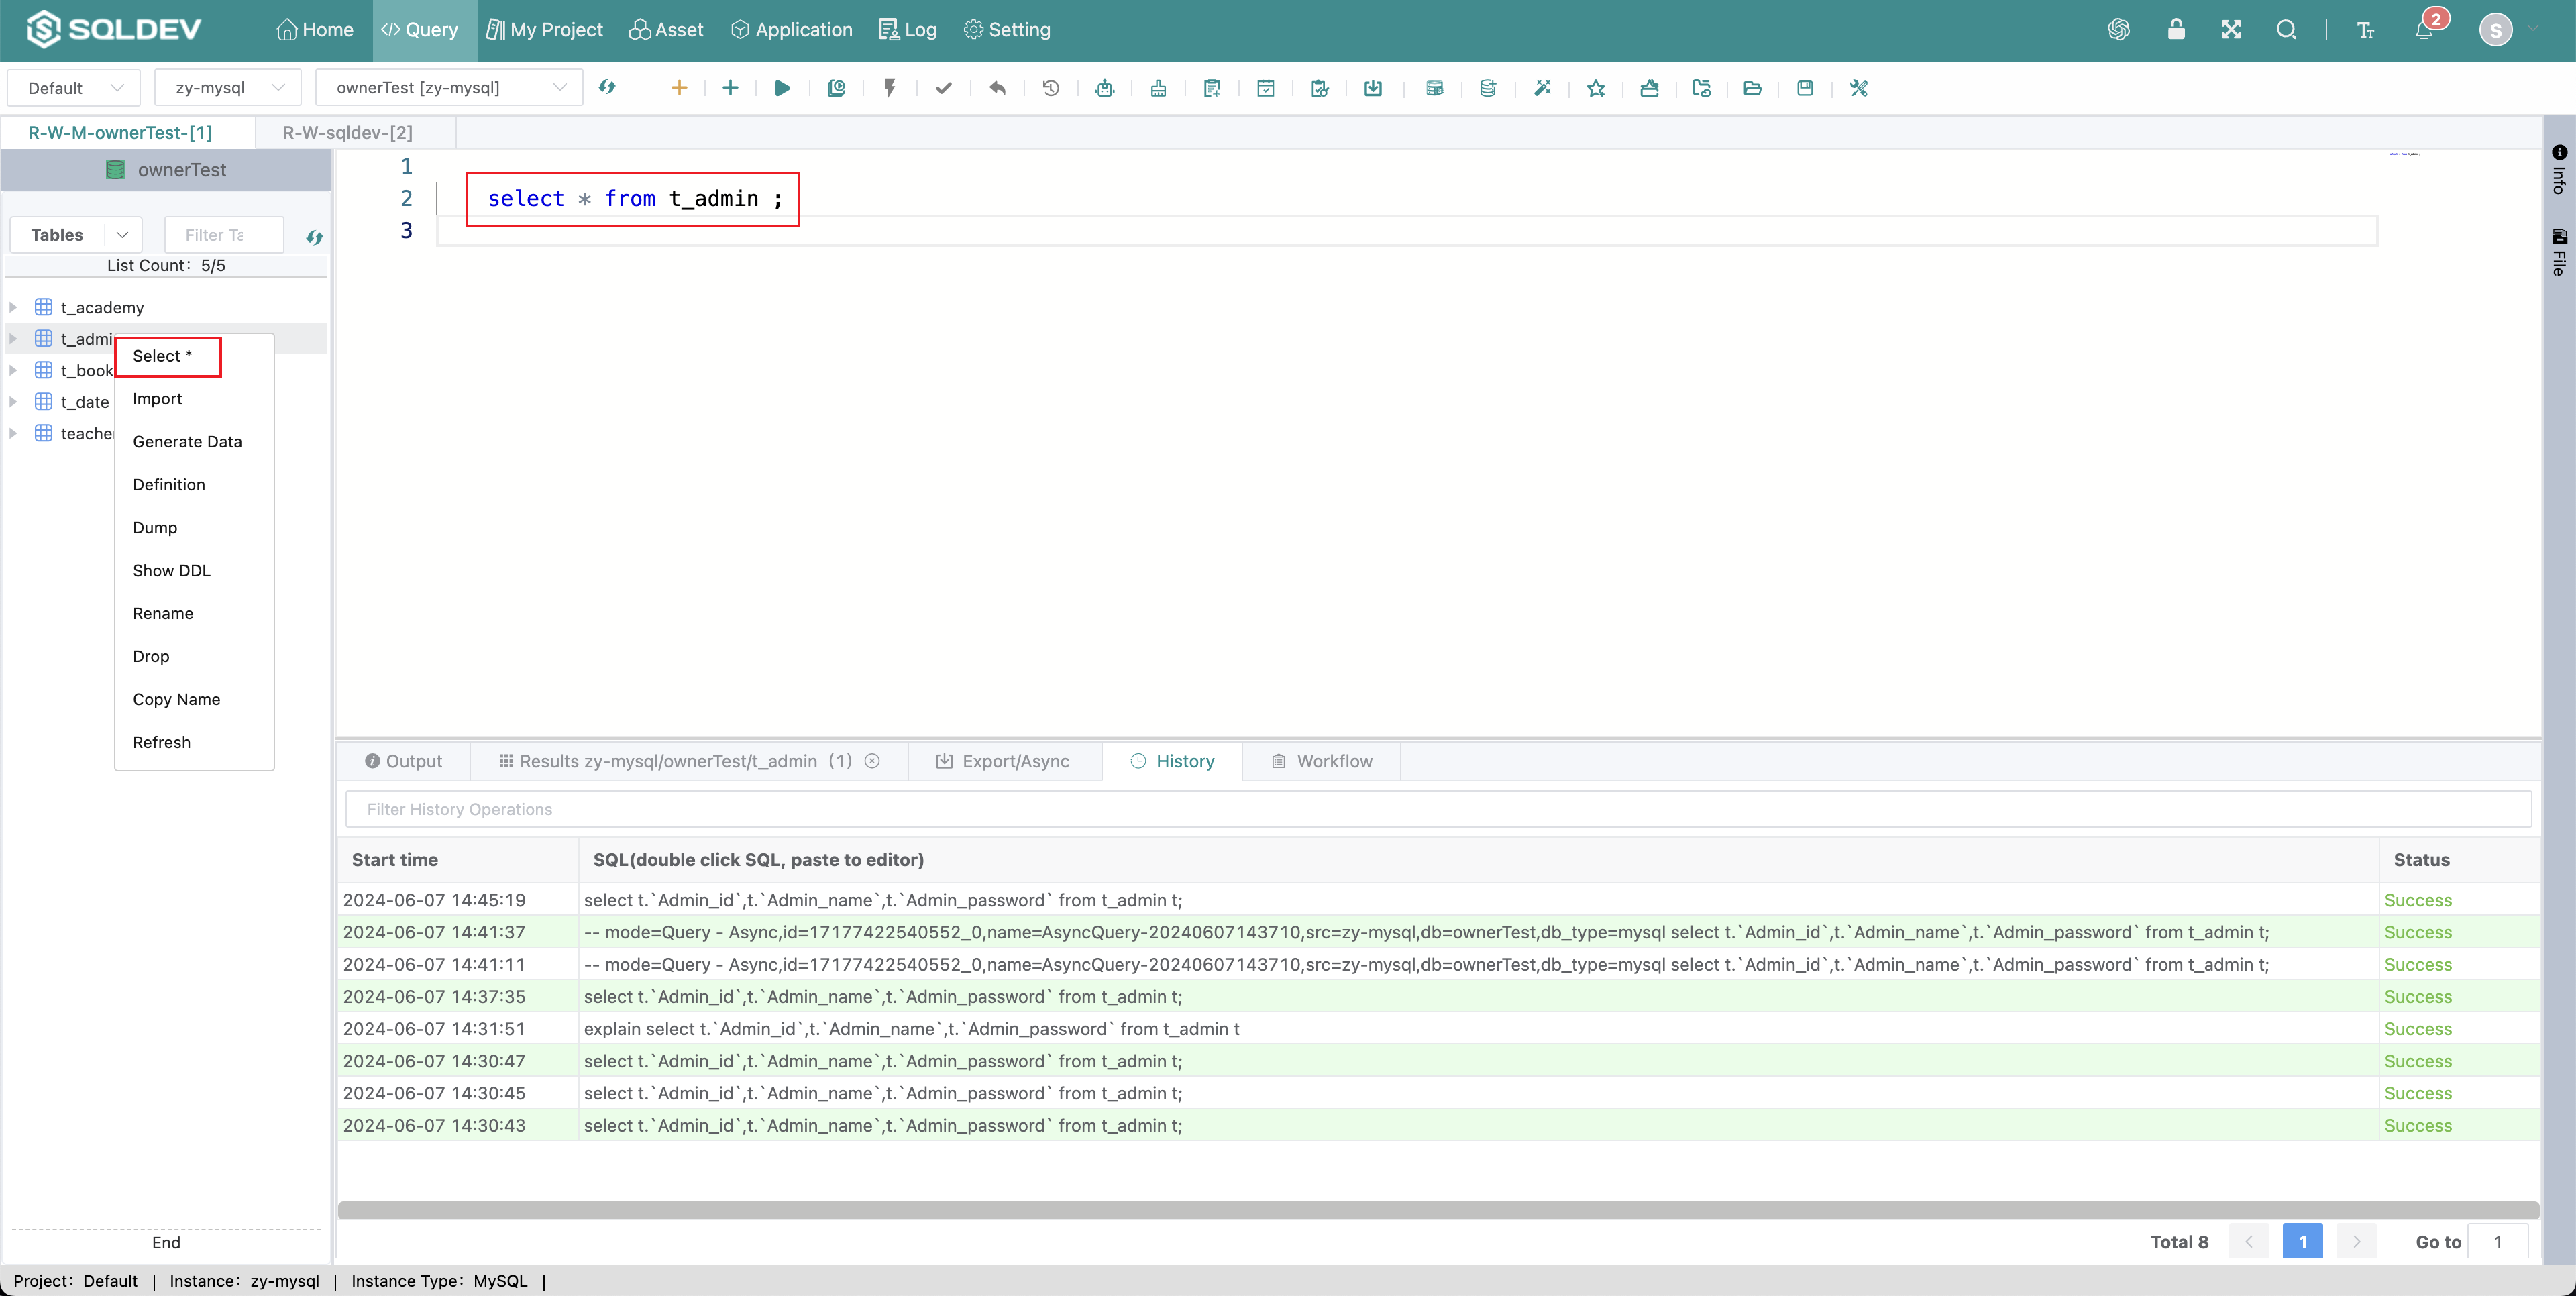 SQLDEV Home Query My Project Asset Application Log Setting 2 S
Default zy-mysql ownerTest [zy-mysql]
R-W-M-ownerTest-[1] R-W-sqldev-[2]
ownerTest
Tables Filter Ta
List Count: 5/5
t_academy
t_admi
t_book
t_date
teache
Select *
Import
Generate Data
Definition
Dump
Show DDL
Rename
Drop
Copy Name
Refresh
End
1
2 select * from t_admin ;
3
Info
File
Output Results zy-mysql/ownerTest/t_admin (1) Export/Async History Workflow
Filter History Operations
Start time SQL(double click SQL, paste to editor) Status
2024-06-07 14:45:19 select t.`Admin_id`,t.`Admin_name`,t.`Admin_password` from t_admin t; Success
2024-06-07 14:41:37 -- mode=Query - Async,id=17177422540552_0,name=AsyncQuery-20240607143710,src=zy-mysql,db=ownerTest,db_type=mysql select t.`Admin_id`,t.`Admin_name`,t.`Admin_password` from t_admin t; Success
2024-06-07 14:41:11 -- mode=Query - Async,id=17177422540552_0,name=AsyncQuery-20240607143710,src=zy-mysql,db=ownerTest,db_type=mysql select t.`Admin_id`,t.`Admin_name`,t.`Admin_password` from t_admin t; Success
2024-06-07 14:37:35 select t.`Admin_id`,t.`Admin_name`,t.`Admin_password` from t_admin t; Success
2024-06-07 14:31:51 explain select t.`Admin_id`,t.`Admin_name`,t.`Admin_password` from t_admin t Success
2024-06-07 14:30:47 select t.`Admin_id`,t.`Admin_name`,t.`Admin_password` from t_admin t; Success
2024-06-07 14:30:45 select t.`Admin_id`,t.`Admin_name`,t.`Admin_password` from t_admin t; Success
2024-06-07 14:30:43 select t.`Admin_id`,t.`Admin_name`,t.`Admin_password` from t_admin t; Success
Total 8 1 Go to 1
Project: Default | Instance: zy-mysql | Instance Type: MySQL |